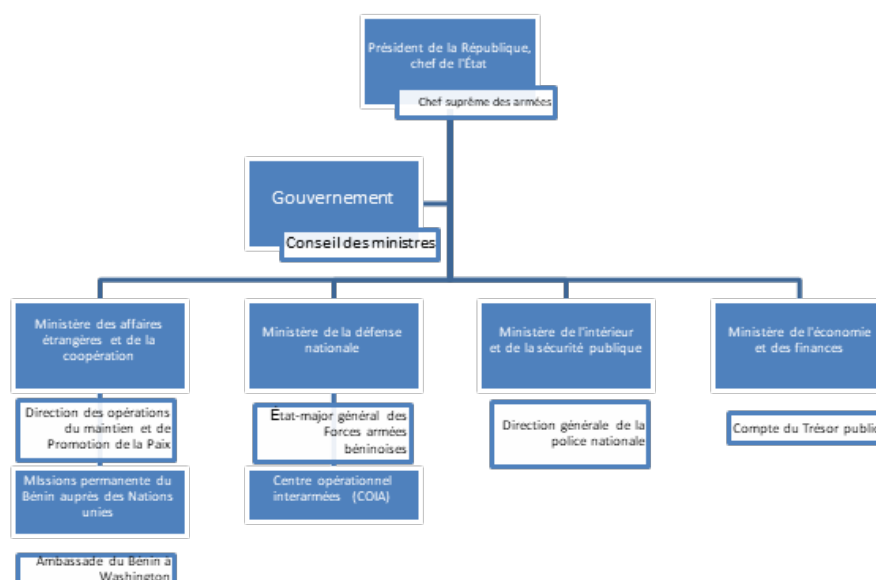 Président de la République,
chef de l'État
Chef suprême des armées
Gouvernement
Conseil des ministres
Ministère des affaires
étrangères et de la
coopération
Direction des opérations
du maintien et de
Promotion de la Paix
MIssions permanente du
Bénin auprès des Nations
unies
Ambassade du Bénin à
Washington
Ministère de la défense
nationale
État-major général des
Forces armées
béninoises
Centre opérationnel
interarmées (COIA)
Ministère de l'intérieur
et de la sécurité publique
Direction générale de la
police nationale
Ministère de l'économie
et des finances
Compte du Trésor public